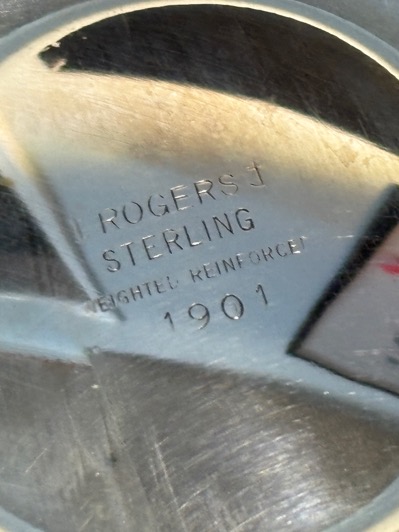 ROGERS
STERLING
WEIGHTED REINFORCED
1901